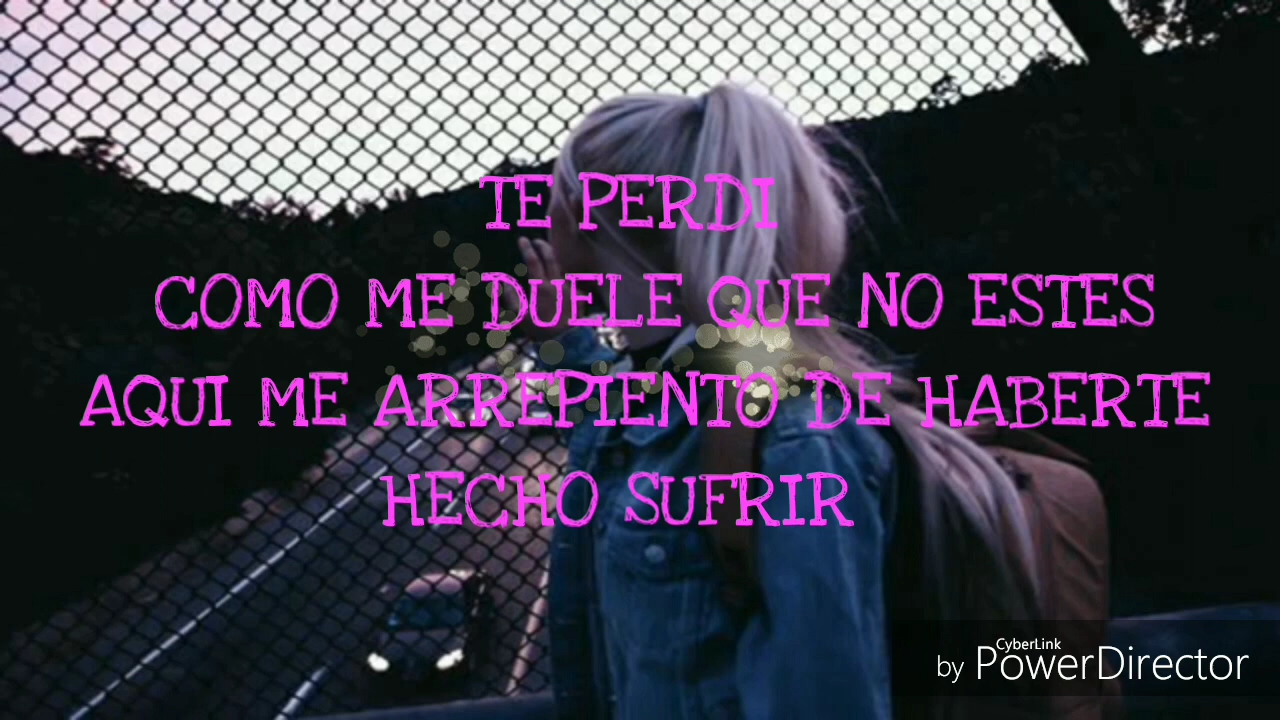 TE PERDI
COMO ME DUELE QUE NO ESTES
AQUI ME ARREPIENTO DE HABERTE
HECHO SUFRIR
CyberLink
by PowerDirector